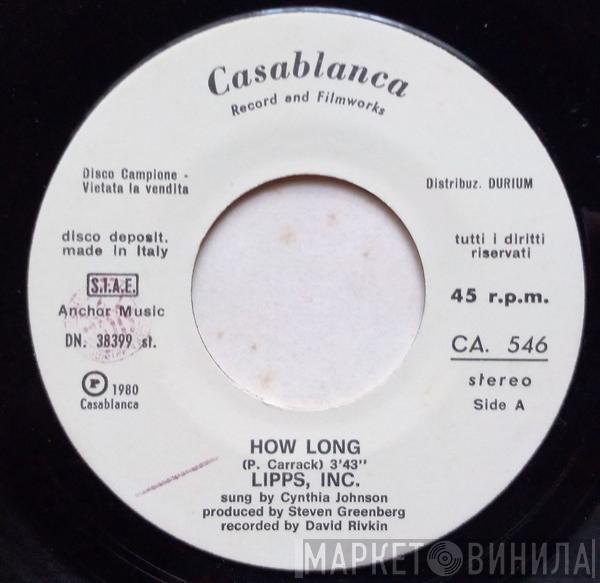 Casablanca
Record and Filmworks
Disco Campione -
Vietata la vendita
Distribuz. DURIUM
disco deposit.
made in Italy
tutti i diritti
riservati
S.I.A.E.
Anchor Music
DN. 38399 st.
45 r.p.m.
CA. 546
P 1980
Casablanca
stereo
Side A
HOW LONG
(P. Carrack) 3'43"
LIPPS, INC.
sung by Cynthia Johnson
produced by Steven Greenberg
recorded by David Rivkin
МАРКЕТ ВИНИЛА